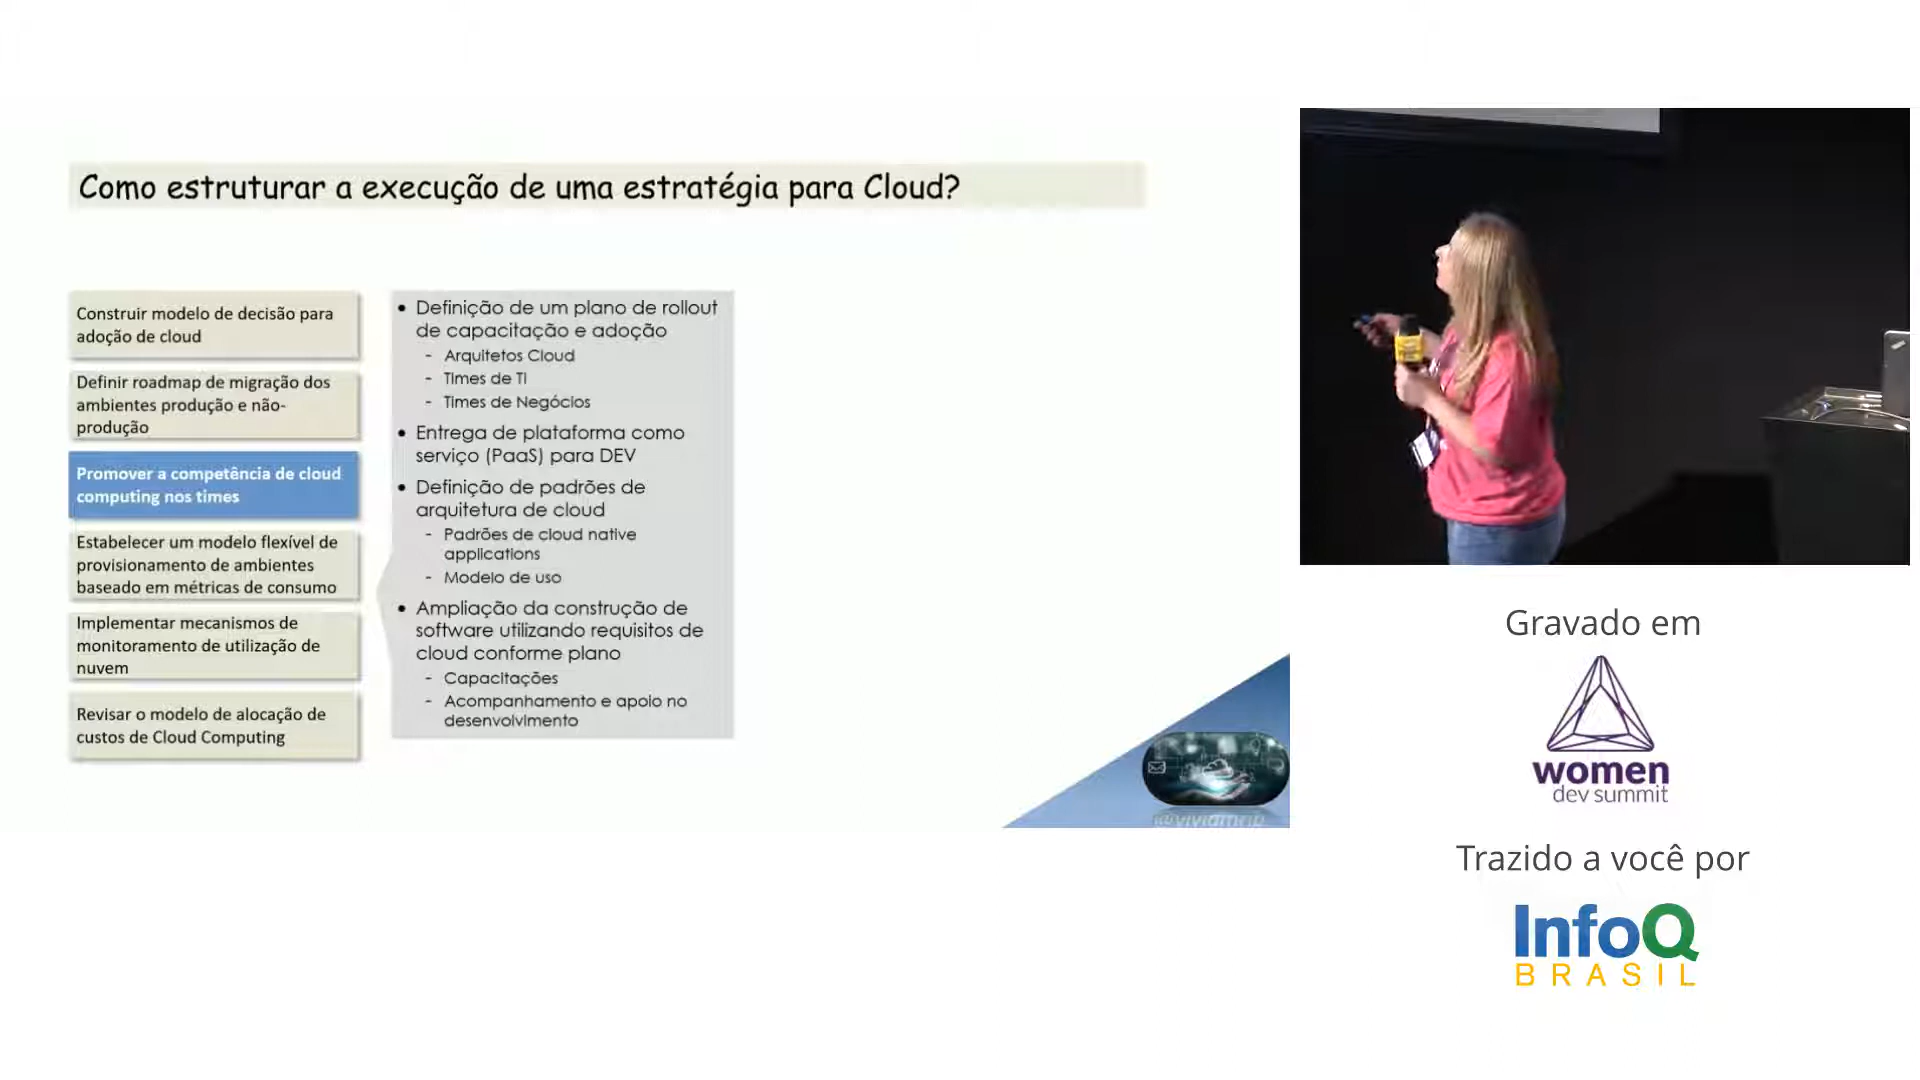 Como estruturar a execução de uma estratégia para Cloud?
Construir modelo de decisão para
adoção de cloud
Definir roadmap de migração dos
ambientes produção e não-
produção
Promover a competência de cloud
computing nos times
Estabelecer um modelo flexível de
provisionamento de ambientes
baseado em métricas de consumo
Implementar mecanismos de
monitoramento de utilização de
nuvem
Revisar o modelo de alocação de
custos de Cloud Computing
• Definição de um plano de rollout
de capacitação e adoção
- Arquitetos Cloud
- Times de TI
- Times de Negócios
• Entrega de plataforma como
serviço (PaaS) para DEV
• Definição de padrões de
arquitetura de cloud
- Padrões de cloud native
applications
- Modelo de uso
• Ampliação da construção de
software utilizando requisitos de
cloud conforme plano
- Capacitações
- Acompanhamento e apoio no
desenvolvimento
Gravado em
women
dev summit
Trazido a você por
InfoQ
BRASIL